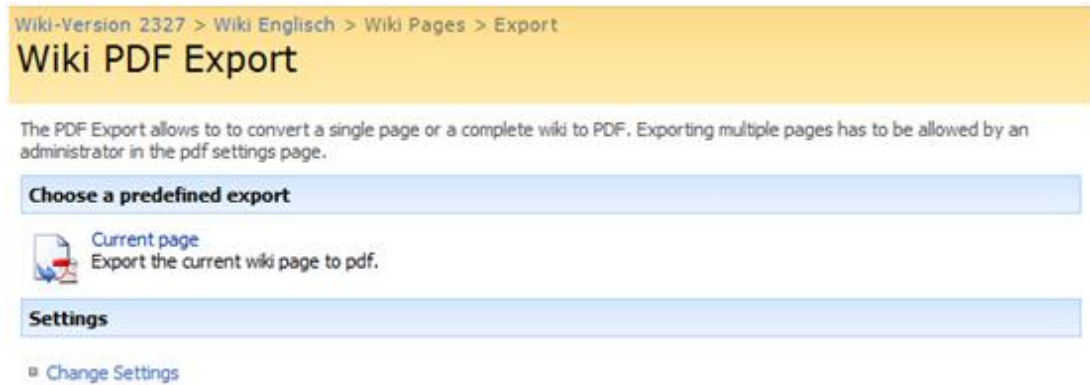 Wiki-Version 2327 > Wiki Englisch > Wiki Pages > Export
Wiki PDF Export
The PDF Export allows to to convert a single page or a complete wiki to PDF. Exporting multiple pages has to be allowed by an
administrator in the pdf settings page.
Choose a predefined export
Current page
Export the current wiki page to pdf.
Settings
Change Settings